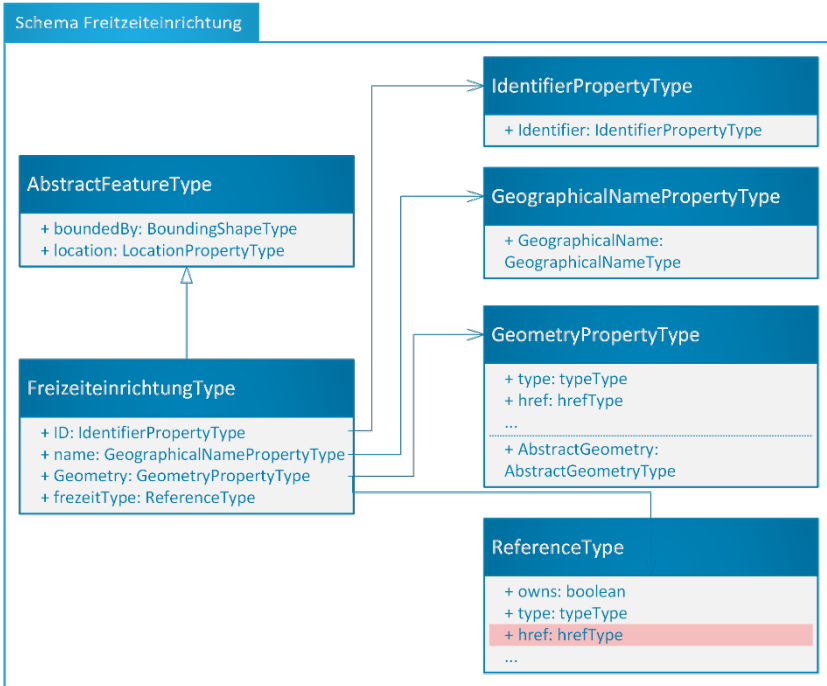 Schema Freitzeiteinrichtung
IdentifierPropertyType
+ Identifier: IdentifierPropertyType
AbstractFeatureType
+ boundedBy: BoundingShapeType
+ location: LocationPropertyType
GeographicalNamePropertyType
+ GeographicalName:
GeographicalNameType
GeometryPropertyType
+ type: typeType
+ href: hrefType
...
+ AbstractGeometry:
AbstractGeometryType
FreizeiteinrichtungType
+ ID: IdentifierPropertyType
+ name: GeographicalNamePropertyType
+ Geometry: GeometryPropertyType
+ frezeitType: ReferenceType
ReferenceType
+ owns: boolean
+ type: typeType
+ href: hrefType
...